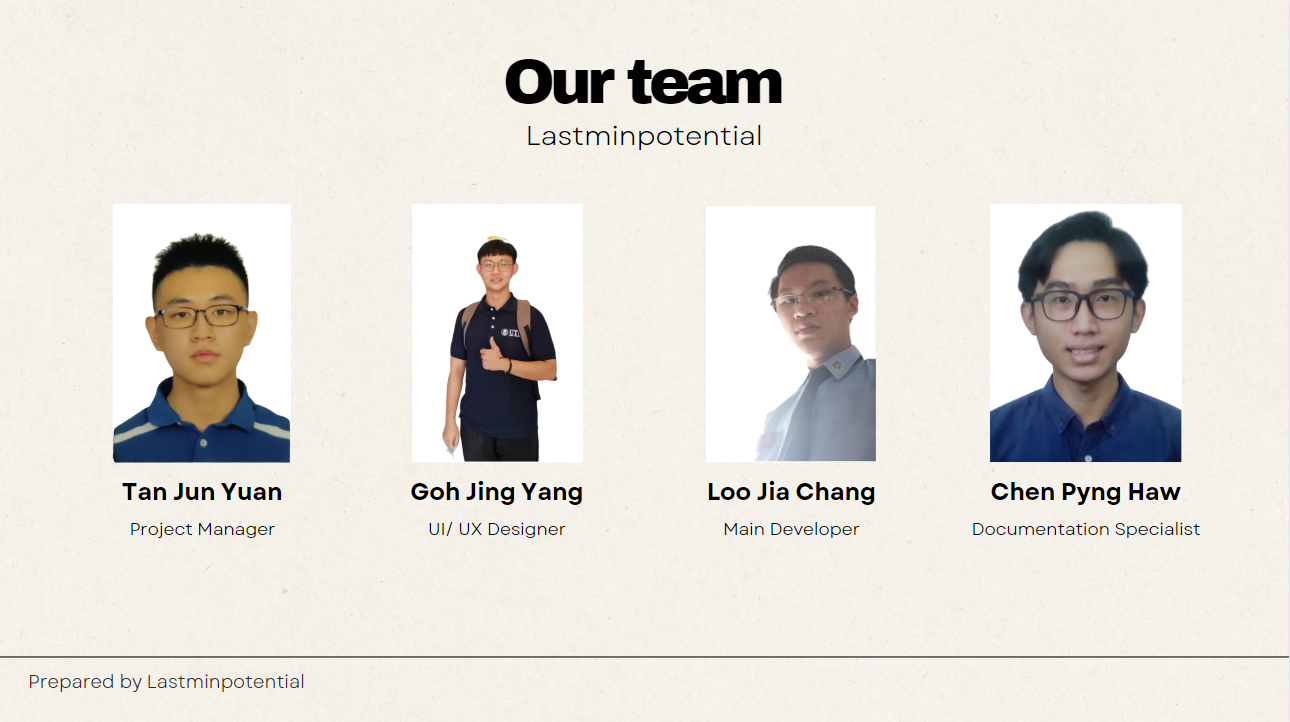 Our team
Lastminpotential
Tan Jun Yuan
Project Manager
Goh Jing Yang
UI/ UX Designer
Loo Jia Chang
Main Developer
Chen Pyng Haw
Documentation Specialist
Prepared by Lastminpotential